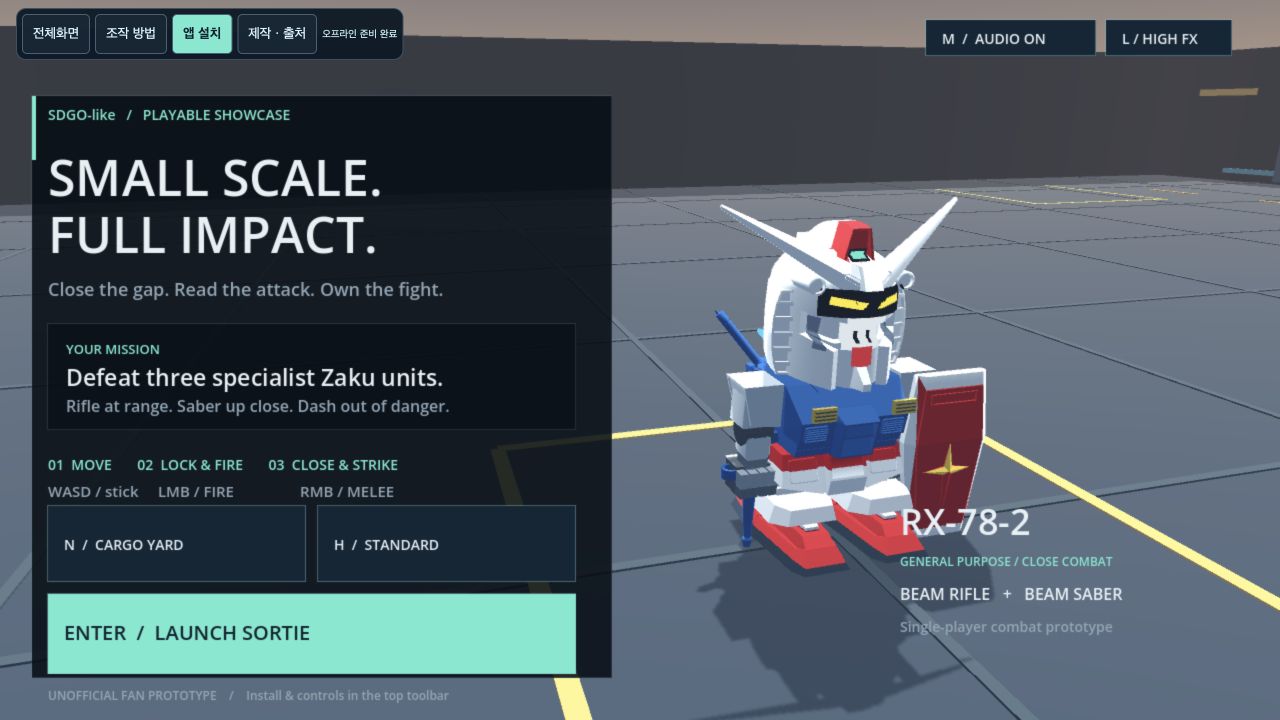 전체화면 조작 방법 앱 설치 제작 · 출처 오프라인 준비 완료
M / AUDIO ON L / HIGH FX
SDGO-like / PLAYABLE SHOWCASE
SMALL SCALE.
FULL IMPACT.
Close the gap. Read the attack. Own the fight.
YOUR MISSION
Defeat three specialist Zaku units.
Rifle at range. Saber up close. Dash out of danger.
01 MOVE 02 LOCK & FIRE 03 CLOSE & STRIKE
WASD / stick LMB / FIRE RMB / MELEE
N / CARGO YARD H / STANDARD
ENTER / LAUNCH SORTIE
UNOFFICIAL FAN PROTOTYPE / Install & controls in the top toolbar
RX-78-2
GENERAL PURPOSE / CLOSE COMBAT
BEAM RIFLE + BEAM SABER
Single-player combat prototype